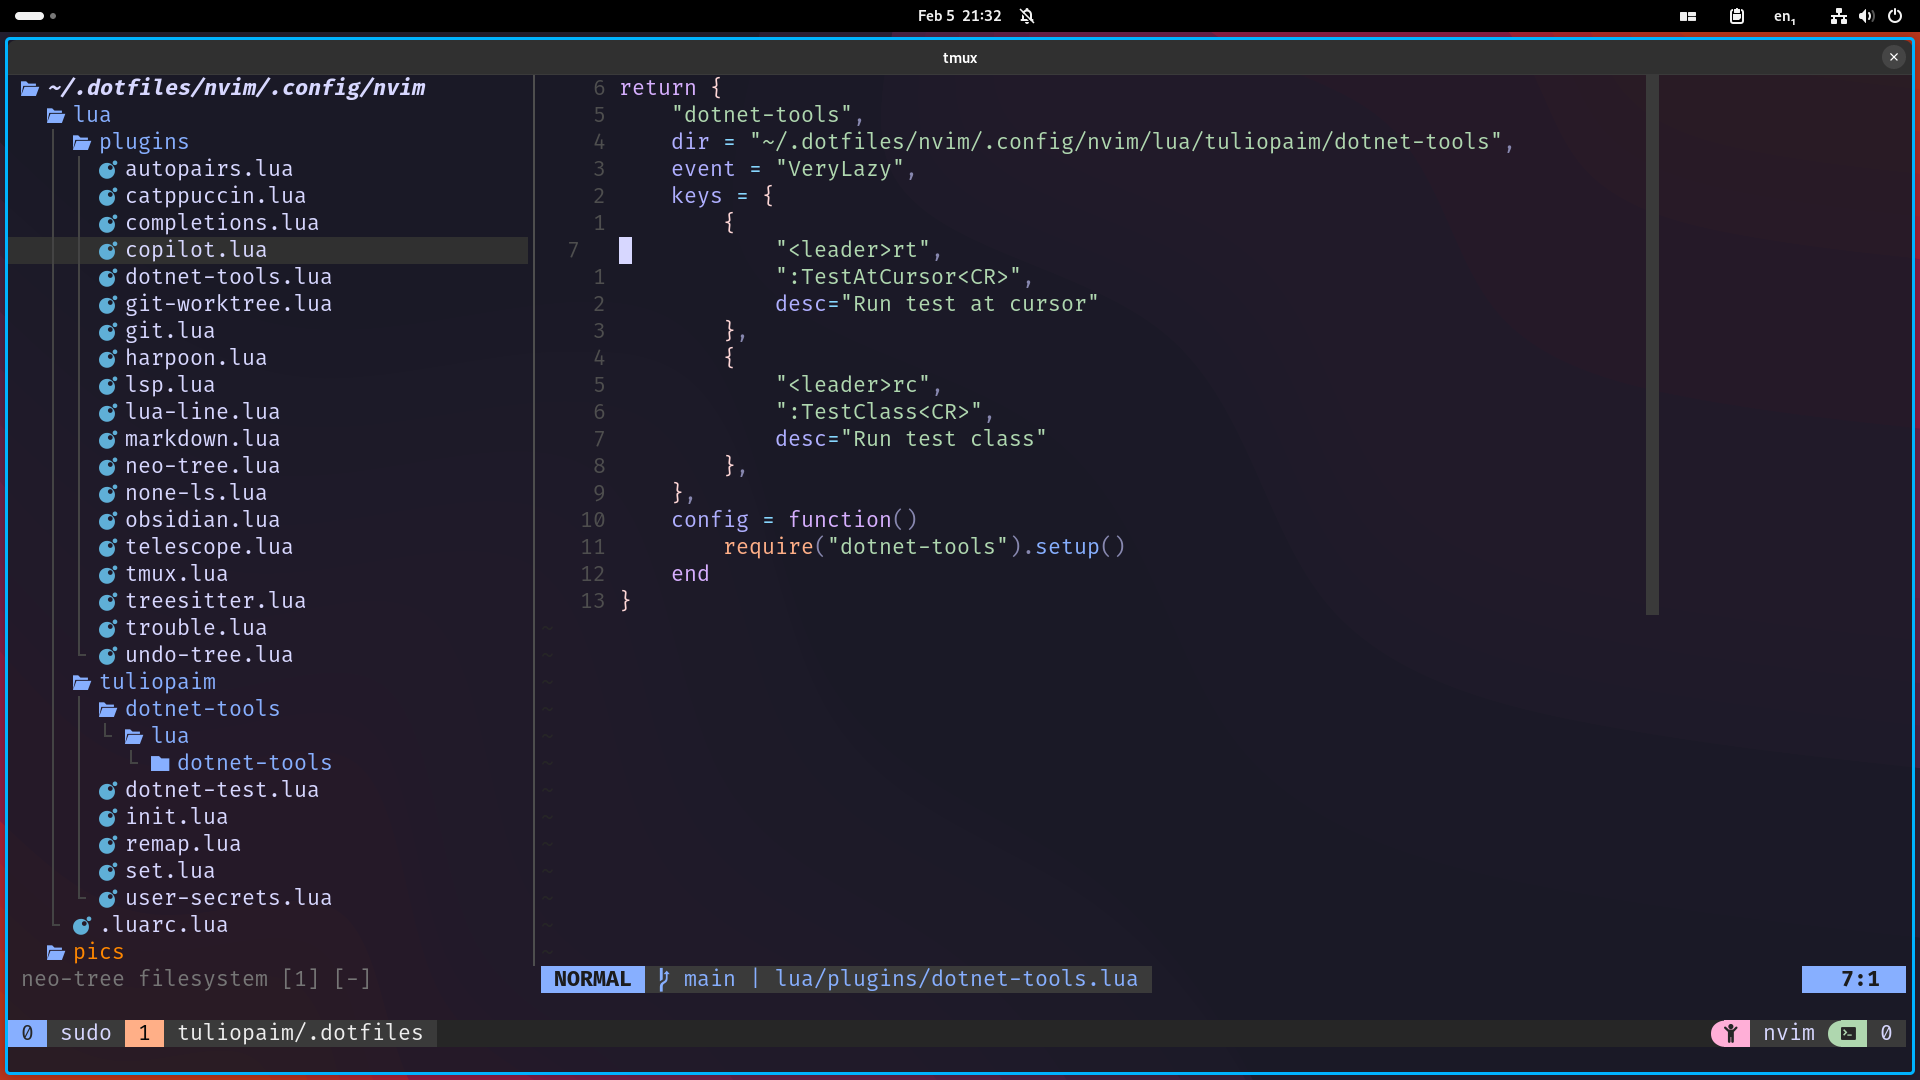 Feb 5 21:32
en1
tmux
~/.dotfiles/nvim/.config/nvim
lua
plugins
autopairs.lua
catppuccin.lua
completions.lua
copilot.lua
dotnet-tools.lua
git-worktree.lua
git.lua
harpoon.lua
lsp.lua
lua-line.lua
markdown.lua
neo-tree.lua
none-ls.lua
obsidian.lua
telescope.lua
tmux.lua
treesitter.lua
trouble.lua
undo-tree.lua
tuliopaim
dotnet-tools
lua
dotnet-tools
dotnet-test.lua
init.lua
remap.lua
set.lua
user-secrets.lua
.luarc.lua
pics
neo-tree filesystem [1] [-]
6 return {
5     "dotnet-tools",
4     dir = "~/.dotfiles/nvim/.config/nvim/lua/tuliopaim/dotnet-tools",
3     event = "VeryLazy",
2     keys = {
1         {
7             "<leader>rt",
1             ":TestAtCursor<CR>",
2             desc="Run test at cursor"
3         },
4         {
5             "<leader>rc",
6             ":TestClass<CR>",
7             desc="Run test class"
8         },
9     },
10     config = function()
11         require("dotnet-tools").setup()
12     end
13 }
~
~
~
~
~
~
~
~
~
~
~
~
~
NORMAL main | lua/plugins/dotnet-tools.lua 7:1
0 sudo 1 tuliopaim/.dotfiles nvim 0